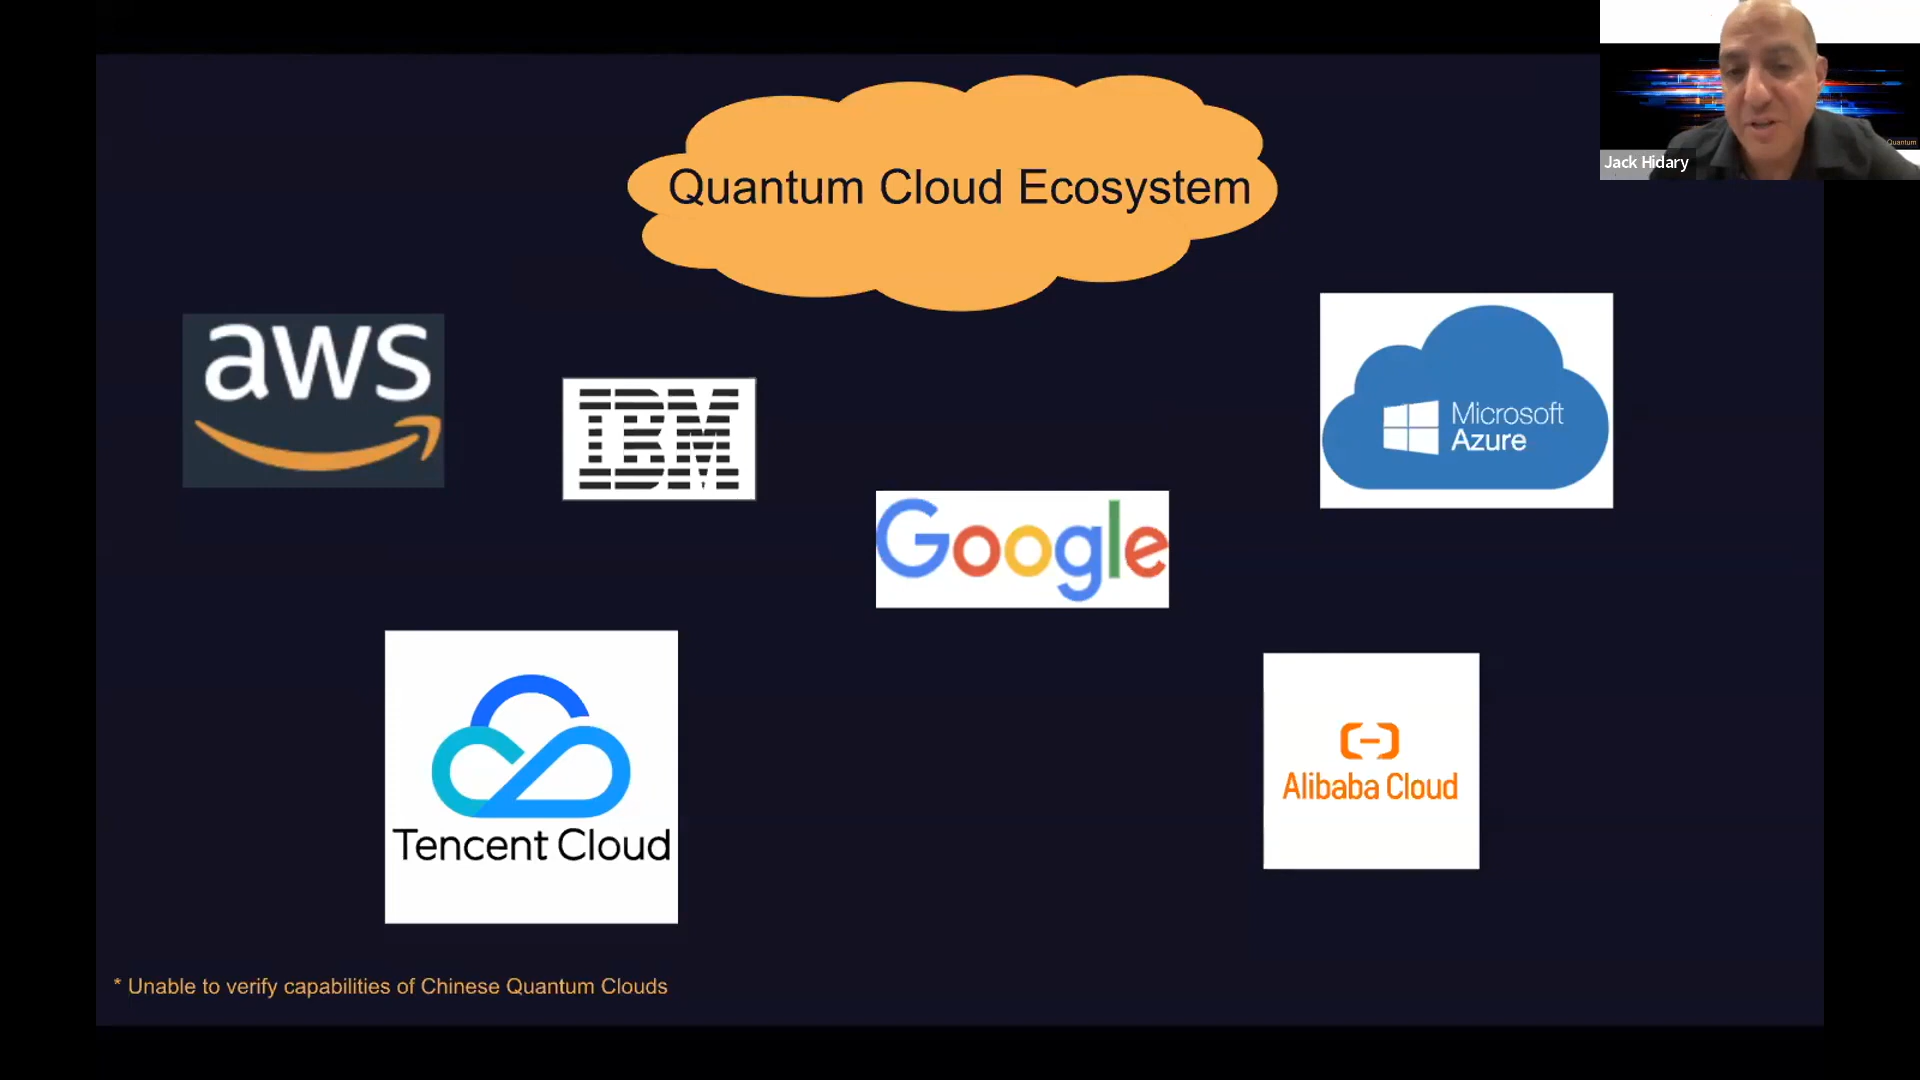 Quantum Cloud Ecosystem
Quantum
Jack Hidary
aws
IBM
Microsoft
Azure
Google
Tencent Cloud
Alibaba Cloud
* Unable to verify capabilities of Chinese Quantum Clouds